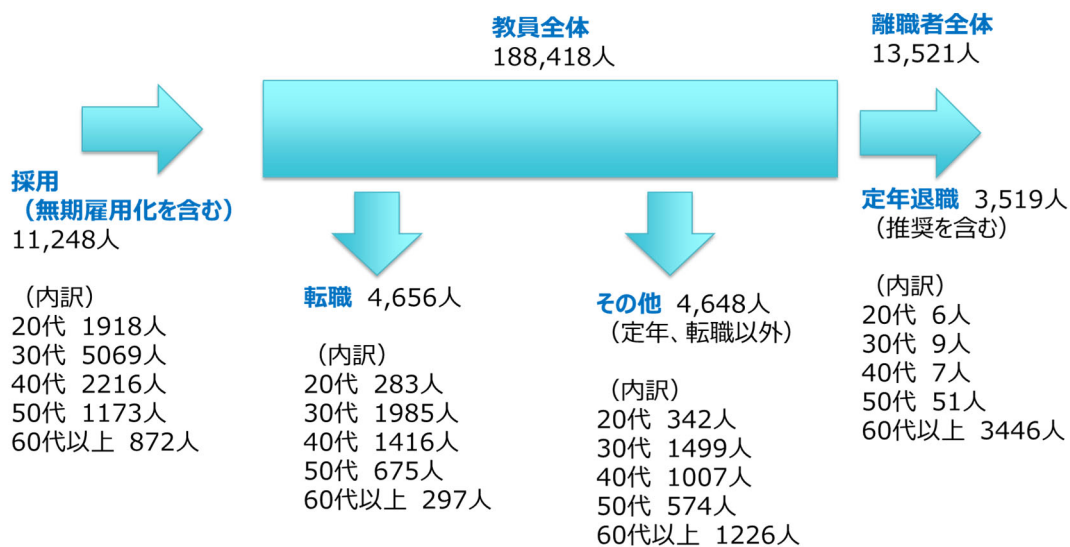 教員全体
188,418人
離職者全体
13,521人
採用
（無期雇用化を含む）
11,248人
（内訳）
20代 1918人
30代 5069人
40代 2216人
50代 1173人
60代以上 872人
転職 4,656人
（内訳）
20代 283人
30代 1985人
40代 1416人
50代 675人
60代以上 297人
その他 4,648人
（定年、転職以外）
（内訳）
20代 342人
30代 1499人
40代 1007人
50代 574人
60代以上 1226人
定年退職 3,519人
（推奨を含む）
（内訳）
20代 6人
30代 9人
40代 7人
50代 51人
60代以上 3446人